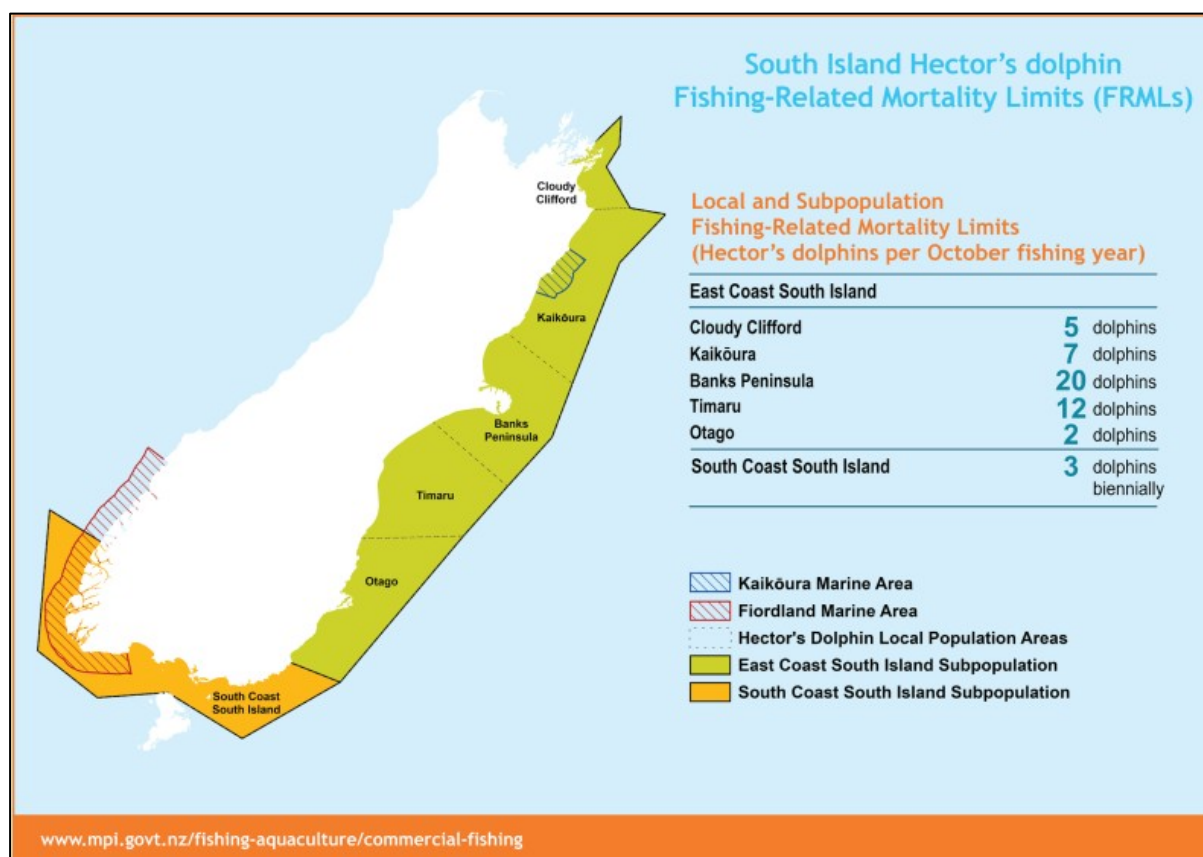 South Island Hector's dolphin
Fishing-Related Mortality Limits (FRMLs)
Cloudy
Clifford
Kaikōura
Banks
Peninsula
Timaru
Otago
South Coast
South Island
Local and Subpopulation
Fishing-Related Mortality Limits
(Hector's dolphins per October fishing year)
East Coast South Island
Cloudy Clifford 5 dolphins
Kaikōura 7 dolphins
Banks Peninsula 20 dolphins
Timaru 12 dolphins
Otago 2 dolphins
South Coast South Island 3 dolphins
biennially
Kaikōura Marine Area
Fiordland Marine Area
Hector's Dolphin Local Population Areas
East Coast South Island Subpopulation
South Coast South Island Subpopulation
www.mpi.govt.nz/fishing-aquaculture/commercial-fishing